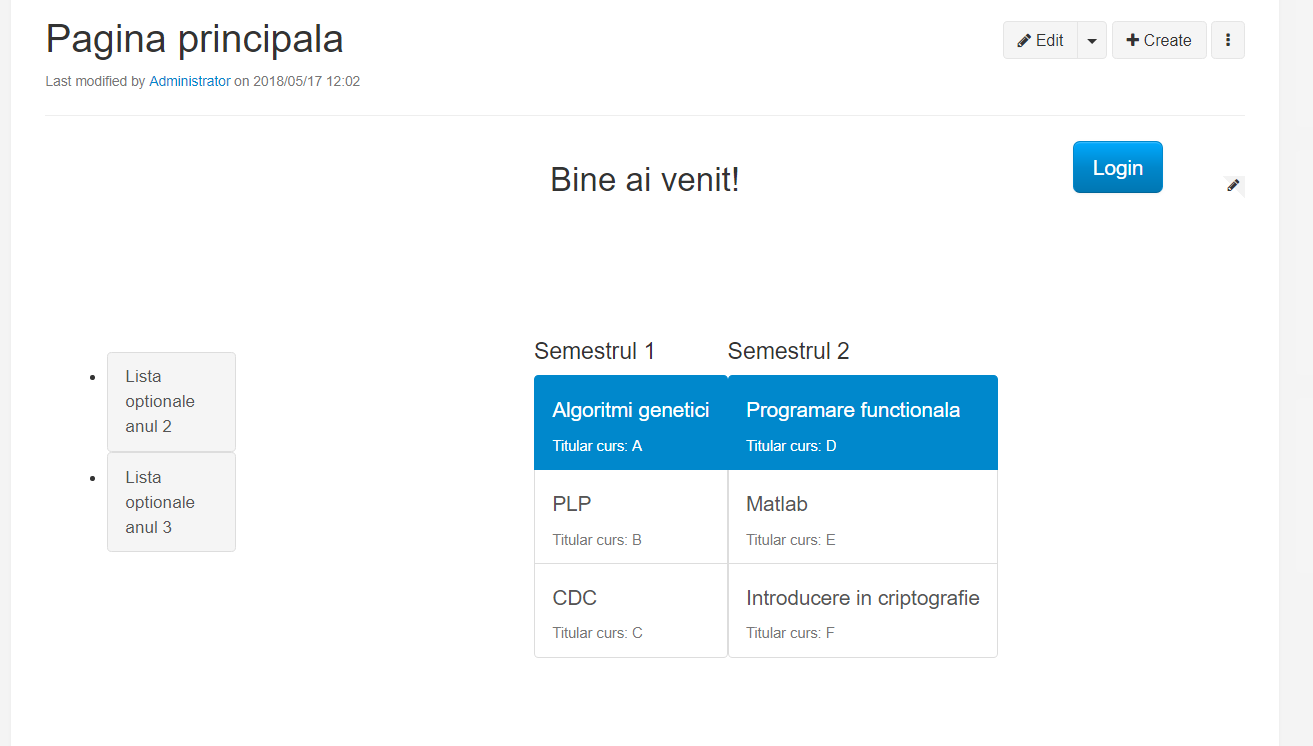 Pagina principala
Edit
Create
Last modified by Administrator on 2018/05/17 12:02
Bine ai venit!
Login
Lista
optionale
anul 2
Lista
optionale
anul 3
Semestrul 1
Algoritmi genetici
Titular curs: A
PLP
Titular curs: B
CDC
Titular curs: C
Semestrul 2
Programare functionala
Titular curs: D
Matlab
Titular curs: E
Introducere in criptografie
Titular curs: F